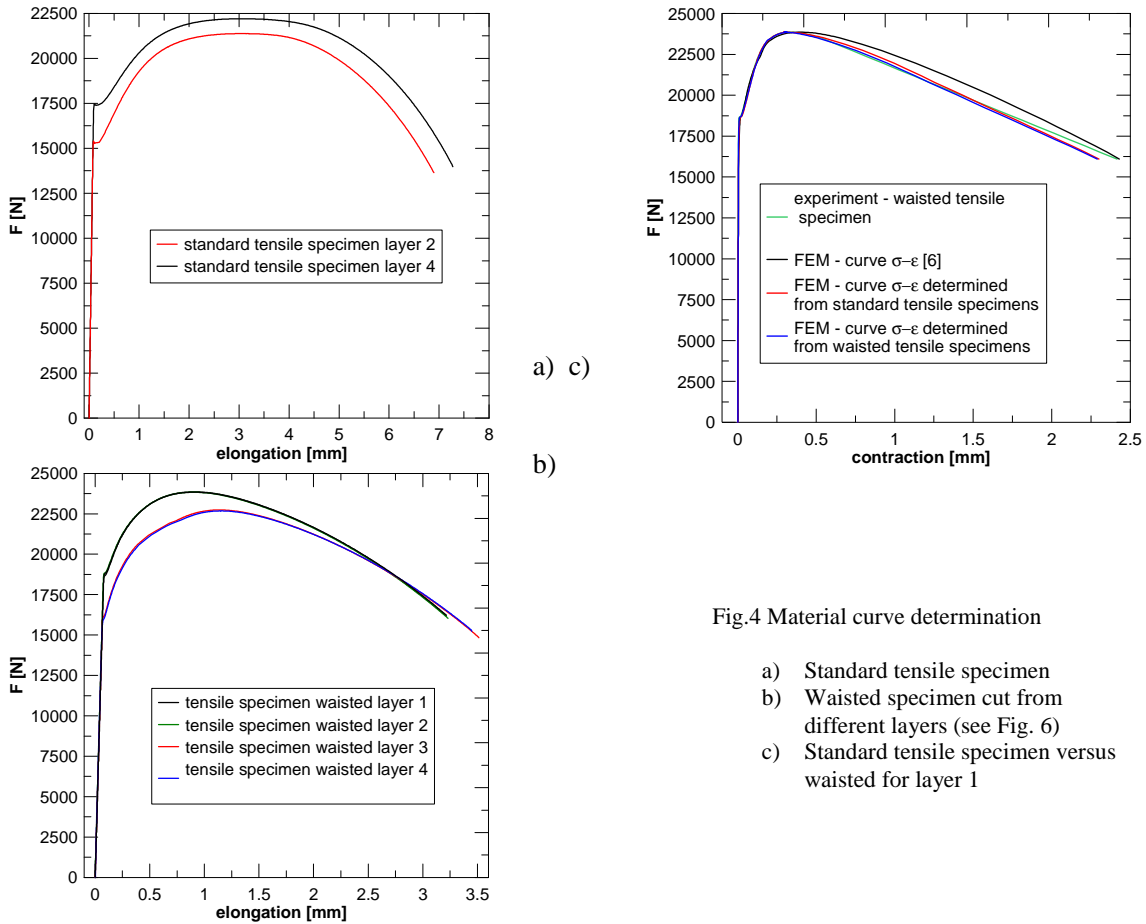 25000
22500
20000
17500
15000
12500
10000
7500
5000
2500
0
F [N]
standard tensile specimen layer 2
standard tensile specimen layer 4
0 1 2 3 4 5 6 7 8
elongation [mm]
a) c)
25000
22500
20000
17500
15000
12500
10000
7500
5000
2500
0
F [N]
experiment - waisted tensile
specimen
FEM - curve σ–ε [6]
FEM - curve σ–ε determined
from standard tensile specimens
FEM - curve σ–ε determined
from waisted tensile specimens
0 0.5 1 1.5 2 2.5
contraction [mm]
b)
25000
22500
20000
17500
15000
12500
10000
7500
5000
2500
0
F [N]
tensile specimen waisted layer 1
tensile specimen waisted layer 2
tensile specimen waisted layer 3
tensile specimen waisted layer 4
0 0.5 1 1.5 2 2.5 3 3.5
elongation [mm]
Fig.4 Material curve determination
a) Standard tensile specimen
b) Waisted specimen cut from
different layers (see Fig. 6)
c) Standard tensile specimen versus
waisted for layer 1